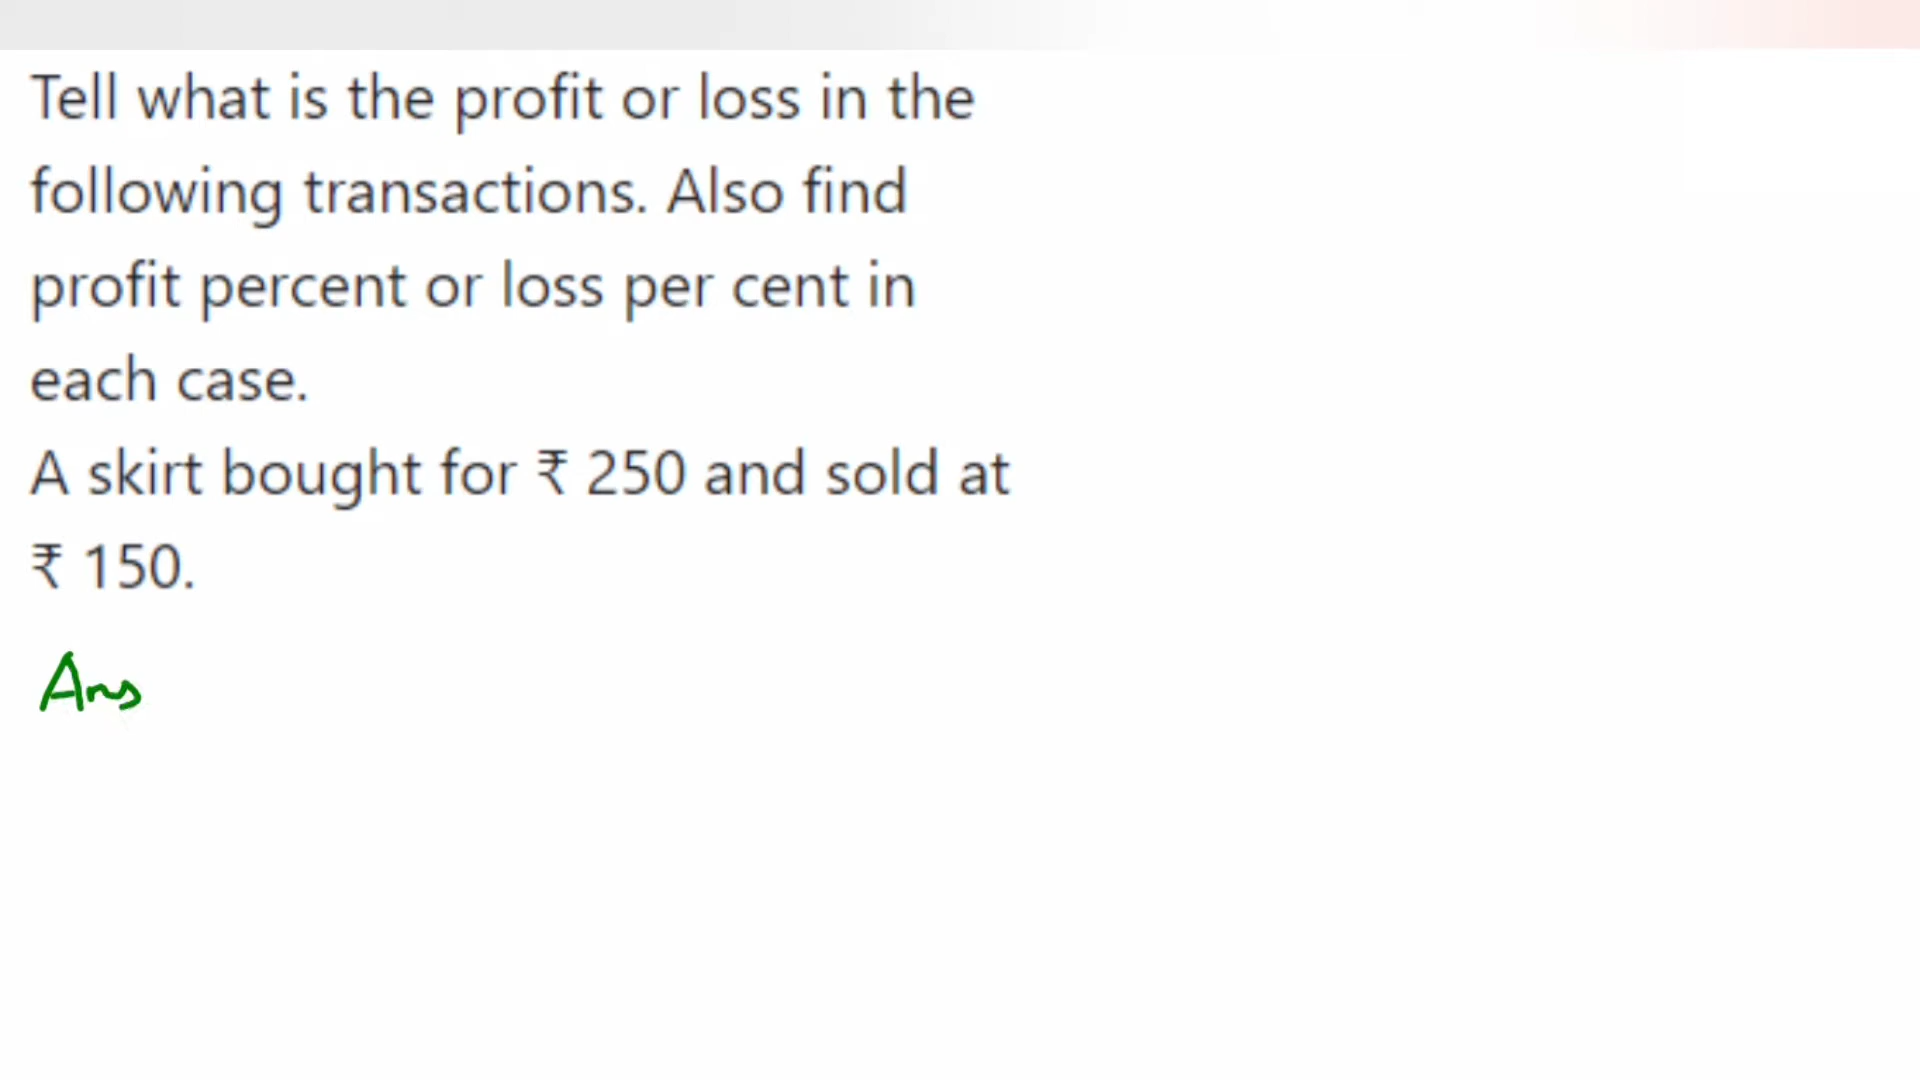 Tell what is the profit or loss in the
following transactions. Also find
profit percent or loss per cent in
each case.
A skirt bought for ₹ 250 and sold at
₹ 150.
Ans